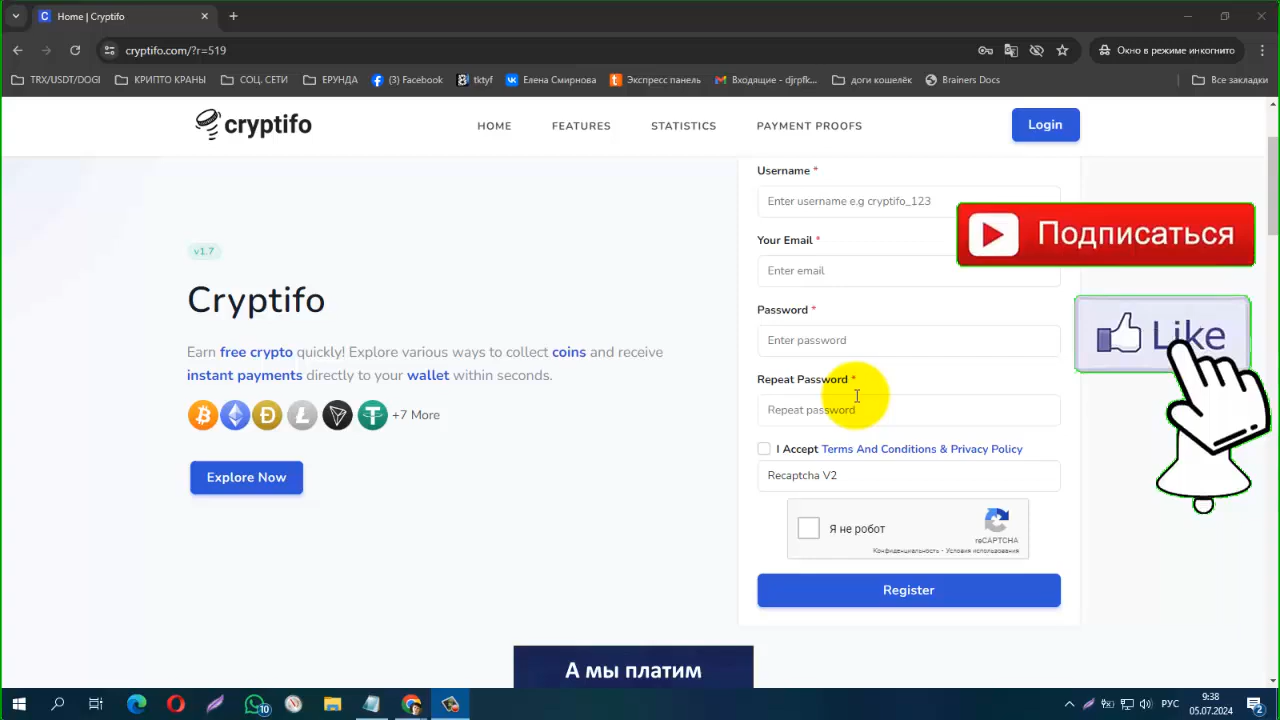 Home | Cryptifo
cryptifo.com/?r=519
Окно в режиме инкогнито
TRX/USDT/DOGI
КРИПТО КРАНЫ
СОЦ. СЕТИ
ЕРУНДА
(3) Facebook
tktyf
Елена Смирнова
Экспресс панель
Входящие - djrpfk...
доги кошелёк
Brainers Docs
Все закладки
cryptifo
HOME
FEATURES
STATISTICS
PAYMENT PROOFS
Login
Username *
Enter username e.g cryptifo_123
Подписаться
Your Email *
Enter email
v1.7
Cryptifo
Password *
Enter password
Like
Earn free crypto quickly! Explore various ways to collect coins and receive
instant payments directly to your wallet within seconds.
Repeat Password *
Repeat password
+7 More
I Accept Terms And Conditions & Privacy Policy
Recaptcha V2
Explore Now
Я не робот
reCAPTCHA
Конфиденциальность - Условия использования
Register
А мы платим
10
РУС
9:38
05.07.2024
2